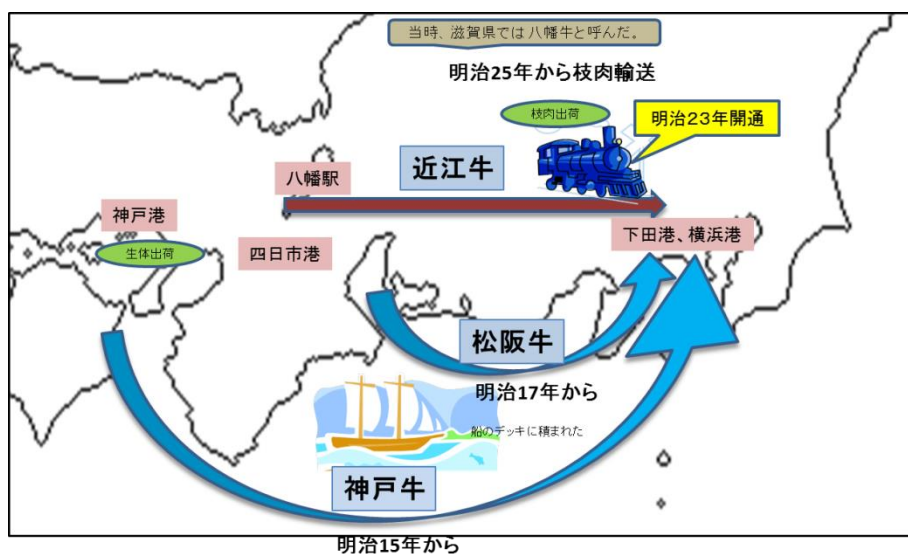 当時、滋賀県では八幡牛と呼んだ。
明治25年から枝肉輸送
枝肉出荷
明治23年開通
近江牛
八幡駅
神戸港
生体出荷
四日市港
下田港、横浜港
松阪牛
明治17年から
船のデッキに積まれた
神戸牛
明治15年から